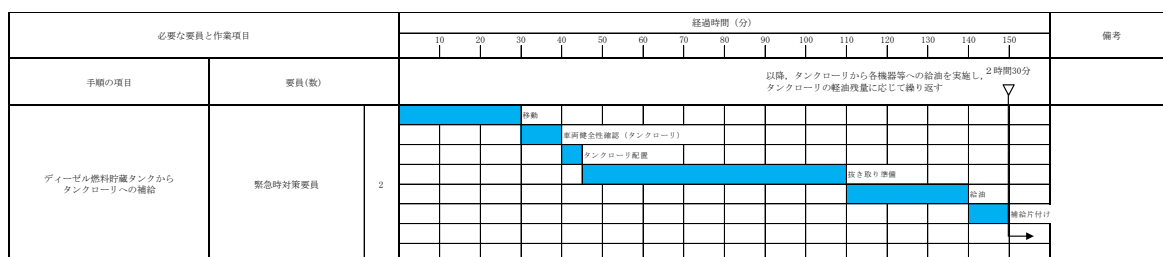 必要な要員と作業項目
経過時間（分）
備考
10 20 30 40 50 60 70 80 90 100 110 120 130 140 150
手順の項目
要員(数)
以降，タンクローリから各機器等への給油を実施し，
タンクローリの軽油残量に応じて繰り返す
2時間30分
ディーゼル燃料貯蔵タンクから
タンクローリへの補給
緊急時対策要員
2
移動
車両健全性確認（タンクローリ）
タンクローリ配置
抜き取り準備
給油
補給片付け